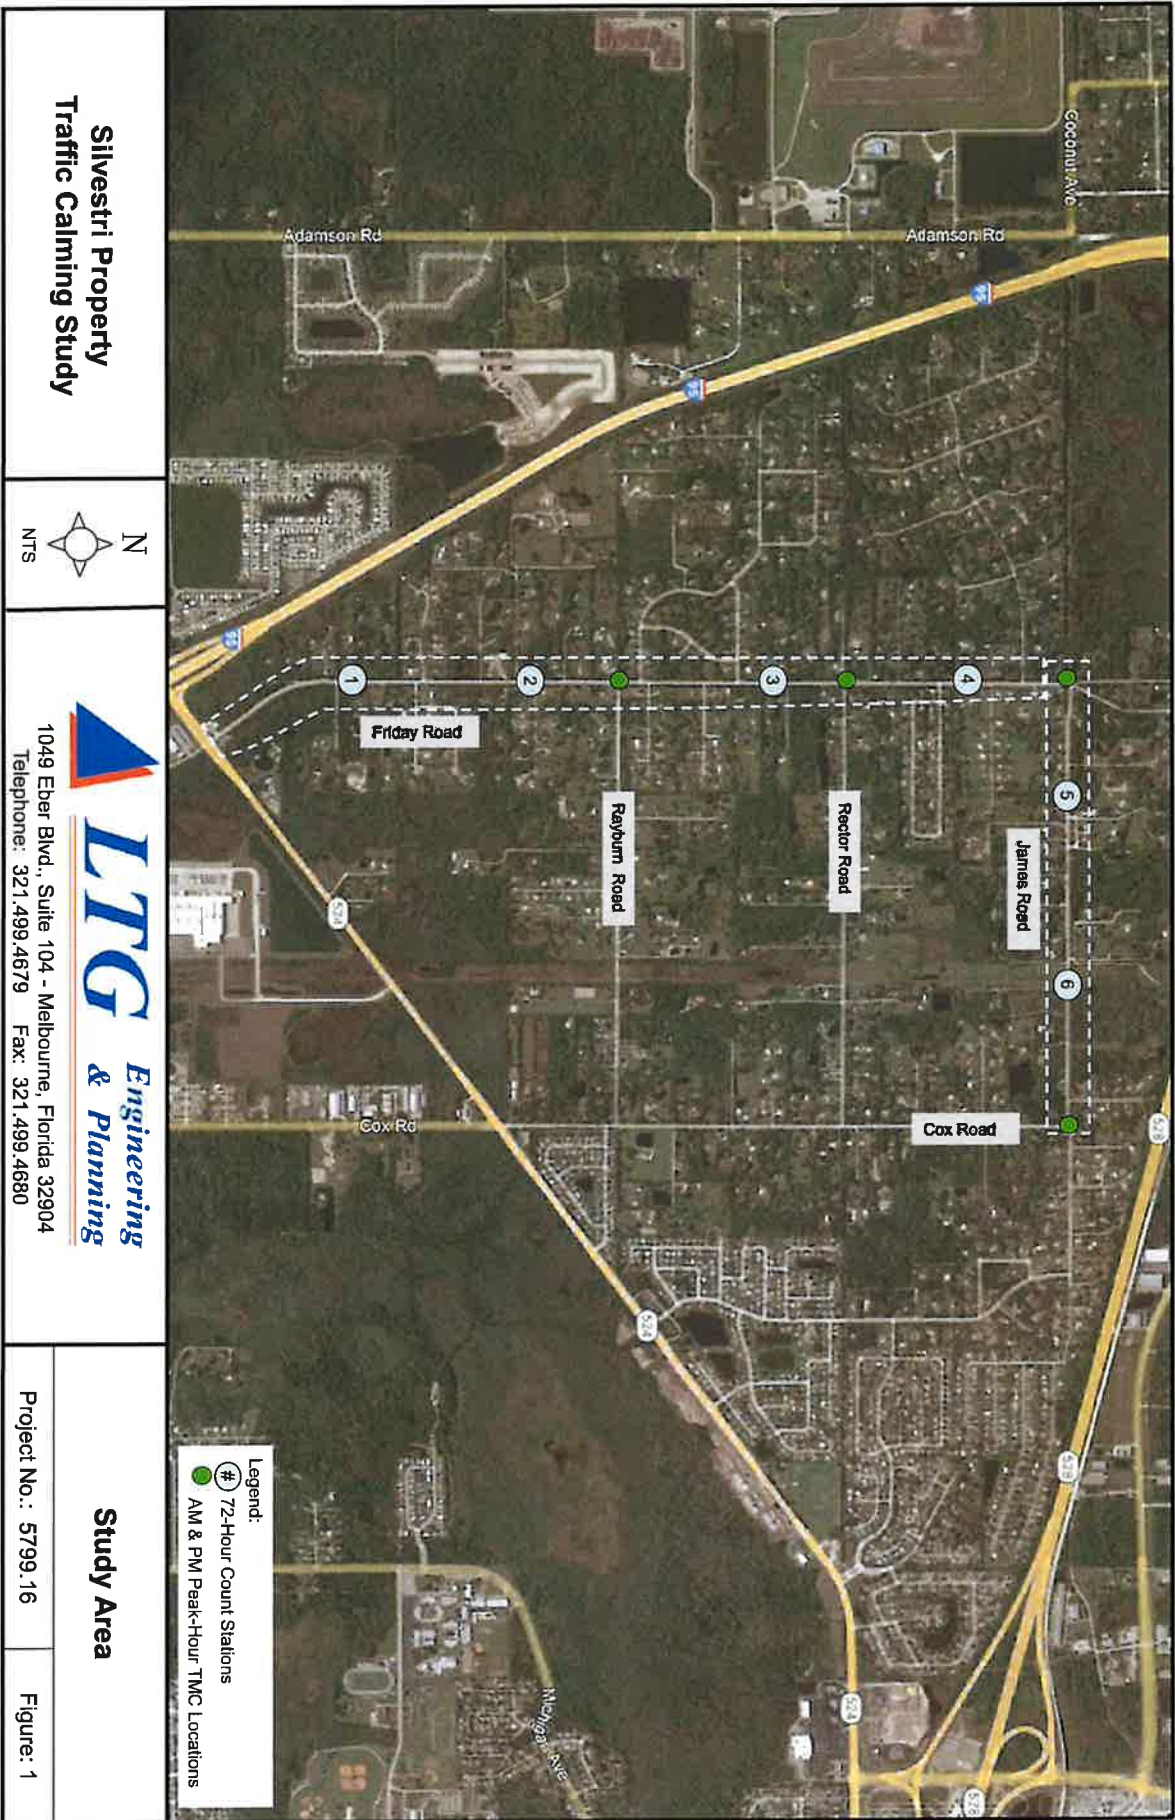 Coconut Ave
Adamson Rd
Adamson Rd
95
95
95
1
2
3
4
5
6
Friday Road
Rayburn Road
Rector Road
James Road
Cox Road
Cox Rd
524
524
524
528
528
528
Michigan Ave
Legend:
# 72-Hour Count Stations
AM & PM Peak-Hour TMC Locations
Silvestri Property
Traffic Calming Study
N
NTS
LTG Engineering
& Planning
1049 Eber Blvd., Suite 104 - Melbourne, Florida 32904
Telephone: 321.499.4679 Fax: 321.499.4680
Study Area
Project No.: 5799.16
Figure: 1